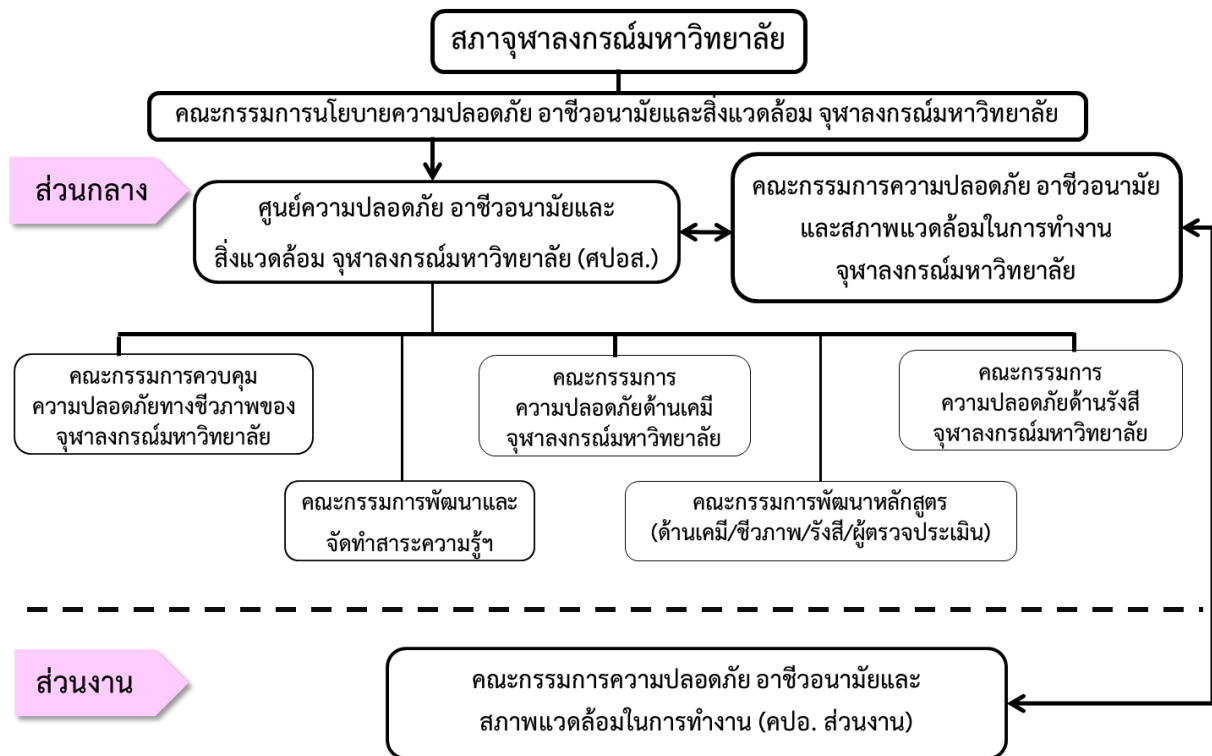 สภาจุฬาลงกรณ์มหาวิทยาลัย
คณะกรรมการนโยบายความปลอดภัย อาชีวอนามัยและสิ่งแวดล้อม จุฬาลงกรณ์มหาวิทยาลัย
ส่วนกลาง
ศูนย์ความปลอดภัย อาชีวอนามัยและ
สิ่งแวดล้อม จุฬาลงกรณ์มหาวิทยาลัย (ศปอส.)
คณะกรรมการความปลอดภัย อาชีวอนามัย
และสภาพแวดล้อมในการทำงาน
จุฬาลงกรณ์มหาวิทยาลัย
คณะกรรมการควบคุม
ความปลอดภัยทางชีวภาพของ
จุฬาลงกรณ์มหาวิทยาลัย
คณะกรรมการ
ความปลอดภัยด้านเคมี
จุฬาลงกรณ์มหาวิทยาลัย
คณะกรรมการ
ความปลอดภัยด้านรังสี
จุฬาลงกรณ์มหาวิทยาลัย
คณะกรรมการพัฒนาและ
จัดทำสาระความรู้ฯ
คณะกรรมการพัฒนาหลักสูตร
(ด้านเคมี/ชีวภาพ/รังสี/ผู้ตรวจประเมิน)
ส่วนงาน
คณะกรรมการความปลอดภัย อาชีวอนามัยและ
สภาพแวดล้อมในการทำงาน (คปอ. ส่วนงาน)